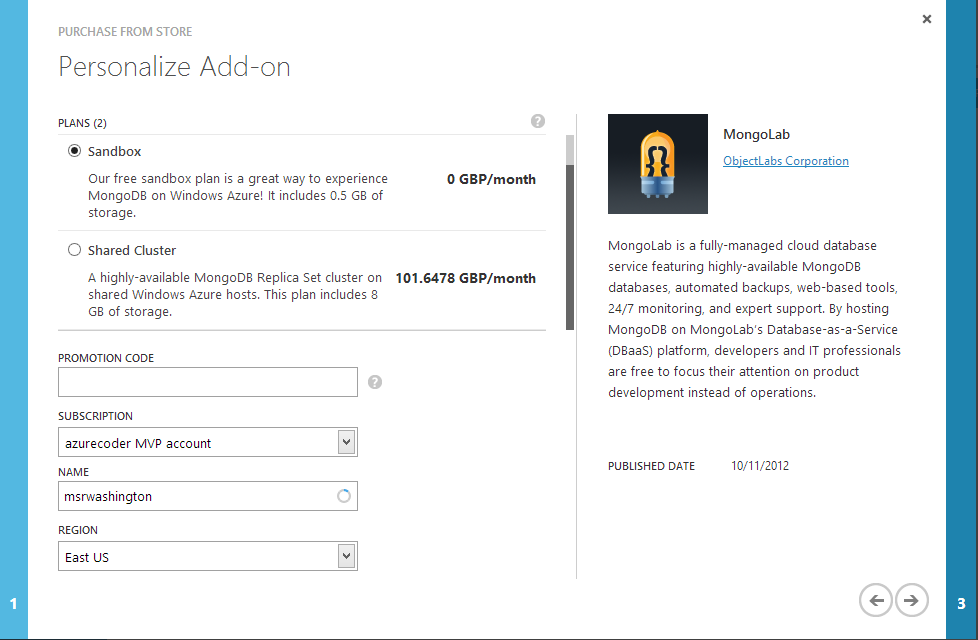 PURCHASE FROM STORE
Personalize Add-on
PLANS (2)
?
Sandbox
Our free sandbox plan is a great way to experience
MongoDB on Windows Azure! It includes 0.5 GB of
storage.
0 GBP/month
Shared Cluster
A highly-available MongoDB Replica Set cluster on
shared Windows Azure hosts. This plan includes 8
GB of storage.
101.6478 GBP/month
PROMOTION CODE
?
SUBSCRIPTION
azurecoder MVP account
NAME
msrwashington
REGION
East US
{}
MongoLab
ObjectLabs Corporation
MongoLab is a fully-managed cloud database
service featuring highly-available MongoDB
databases, automated backups, web-based tools,
24/7 monitoring, and expert support. By hosting
MongoDB on MongoLab's Database-as-a-Service
(DBaaS) platform, developers and IT professionals
are free to focus their attention on product
development instead of operations.
PUBLISHED DATE 10/11/2012
1
3